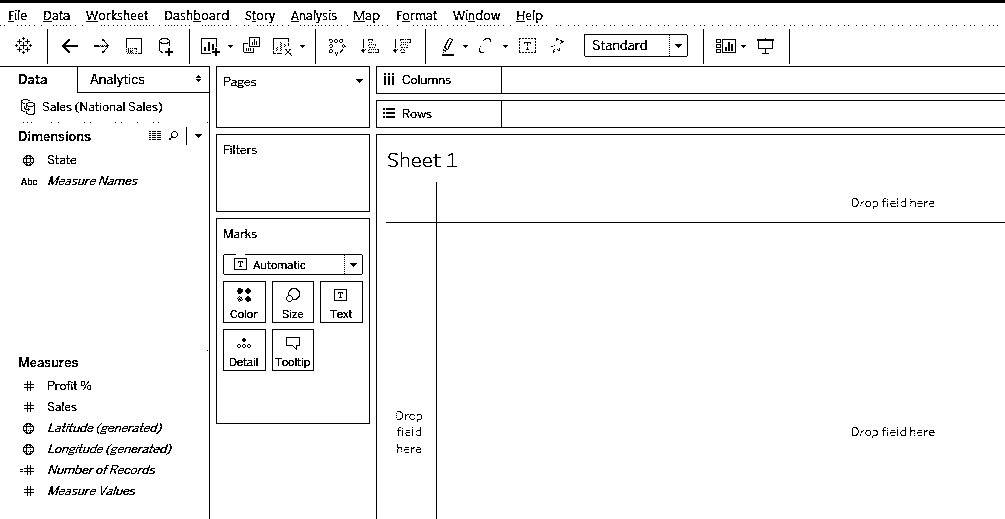 File Data Worksheet Dashboard Story Analysis Map Format Window Help
Standard
Data Analytics
Sales (National Sales)
Dimensions
State
Abc Measure Names
Measures
# Profit %
# Sales
Latitude (generated)
Longitude (generated)
=# Number of Records
# Measure Values
Pages
Filters
Marks
T Automatic
Color Size Text
Detail Tooltip
Columns
Rows
Sheet 1
Drop field here
Drop
field
here
Drop field here